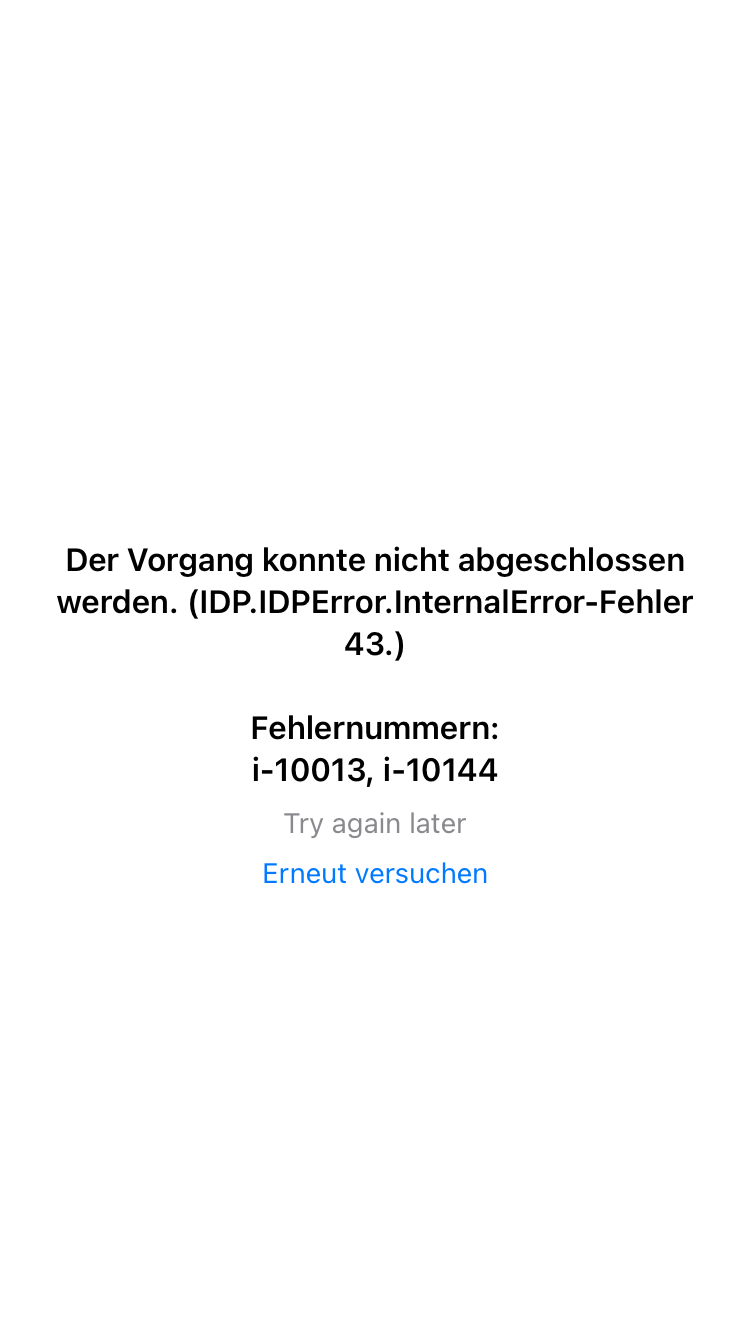 Der Vorgang konnte nicht abgeschlossen
werden. (IDP.IDPError.InternalError-Fehler
43.)
Fehlernummern:
i-10013, i-10144
Try again later
Erneut versuchen